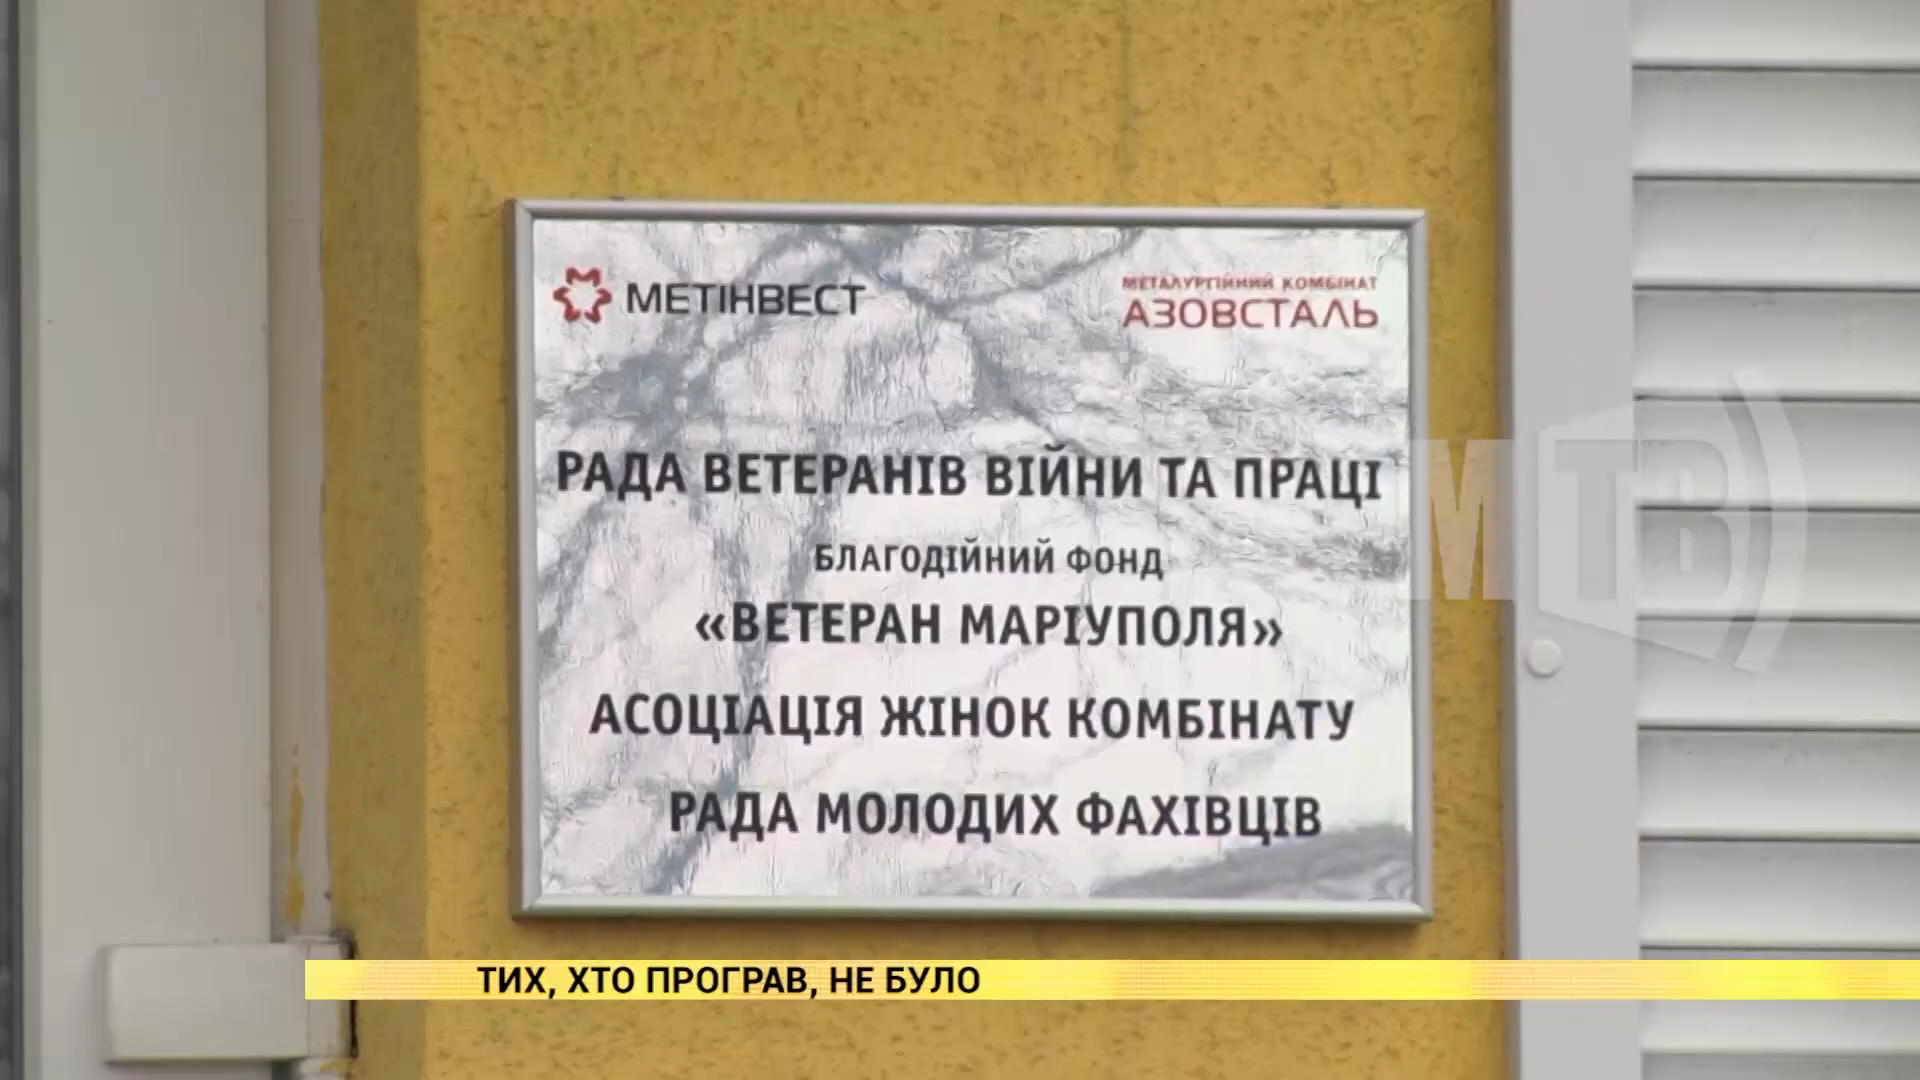 МЕТІНВЕСТ
МЕТАЛУРГІЙНИЙ КОМБІНАТ
АЗОВСТАЛЬ
РАДА ВЕТЕРАНІВ ВІЙНИ ТА ПРАЦІ
БЛАГОДІЙНИЙ ФОНД
«ВЕТЕРАН МАРІУПОЛЯ»
АСОЦІАЦІЯ ЖІНОК КОМБІНАТУ
РАДА МОЛОДИХ ФАХІВЦІВ
МТВ
ТИХ, ХТО ПРОГРАВ, НЕ БУЛО